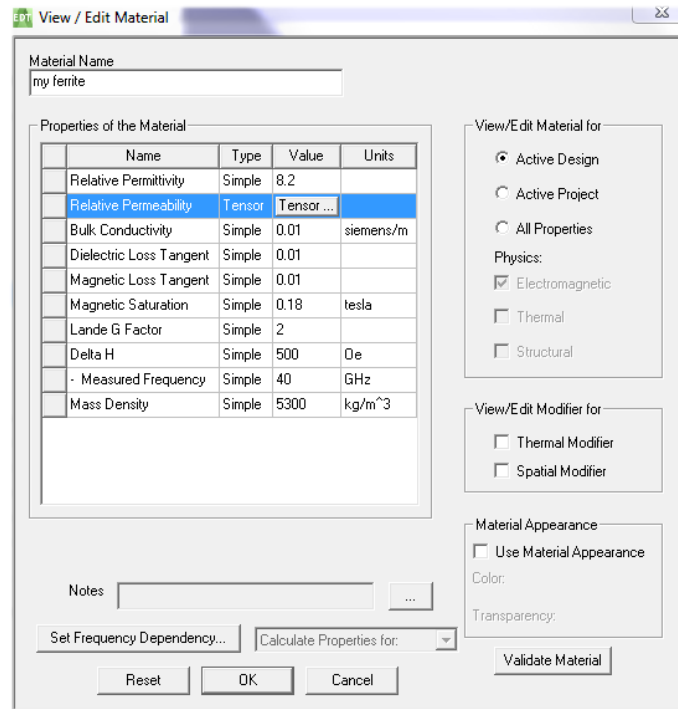 EDT View / Edit Material
Material Name
my ferrite
Properties of the Material
Name Type Value Units
Relative Permittivity Simple 8.2
Relative Permeability Tensor Tensor ...
Bulk Conductivity Simple 0.01 siemens/m
Dielectric Loss Tangent Simple 0.01
Magnetic Loss Tangent Simple 0.01
Magnetic Saturation Simple 0.18 tesla
Lande G Factor Simple 2
Delta H Simple 500 Oe
- Measured Frequency Simple 40 GHz
Mass Density Simple 5300 kg/m^3
View/Edit Material for
Active Design
Active Project
All Properties
Physics:
Electromagnetic
Thermal
Structural
View/Edit Modifier for
Thermal Modifier
Spatial Modifier
Material Appearance
Use Material Appearance
Color:
Transparency:
Notes ...
Set Frequency Dependency... Calculate Properties for:
Validate Material
Reset OK Cancel